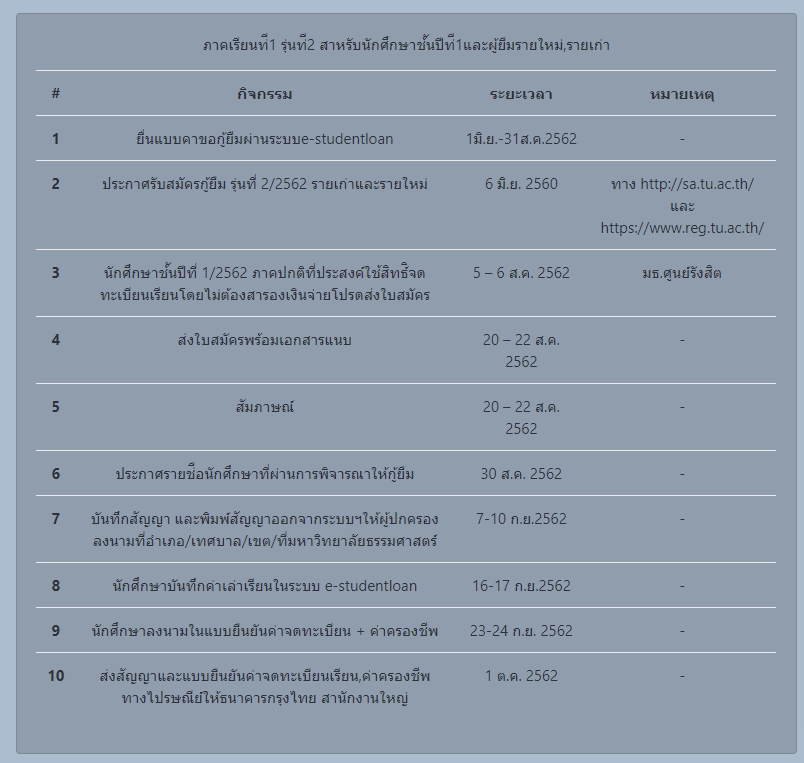 ภาคเรียนที่1 รุ่นที่2 สาหรับนักศึกษาชั้นปีที่1และผู้ยืมรายใหม่,รายเก่า
# กิจกรรม ระยะเวลา หมายเหตุ
1 ยื่นแบบคาขอกู้ยืมผ่านระบบe-studentloan 1มิ.ย.-31ส.ค.2562 -
2 ประกาศรับสมัครกู้ยืม รุ่นที่ 2/2562 รายเก่าและรายใหม่ 6 มิ.ย. 2560 ทาง http://sa.tu.ac.th/
และ
https://www.reg.tu.ac.th/
3 นักศึกษาชั้นปีที่ 1/2562 ภาคปกติที่ประสงค์ใช้สิทธิ์จด 5 – 6 ส.ค. 2562 มธ.ศูนย์รังสิต
ทะเบียนเรียนโดยไม่ต้องสารองเงินจ่ายโปรดส่งใบสมัคร
4 ส่งใบสมัครพร้อมเอกสารแนบ 20 – 22 ส.ค. -
2562
5 สัมภาษณ์ 20 – 22 ส.ค. -
2562
6 ประกาศรายชื่อนักศึกษาที่ผ่านการพิจารณาให้กู้ยืม 30 ส.ค. 2562 -
7 บันทึกสัญญา และพิมพ์สัญญาออกจากระบบฯให้ผู้ปกครอง 7-10 ก.ย.2562 -
ลงนามที่อำเภอ/เทศบาล/เขต/ที่มหาวิทยาลัยธรรมศาสตร์
8 นักศึกษาบันทึกค่าเล่าเรียนในระบบ e-studentloan 16-17 ก.ย.2562 -
9 นักศึกษาลงนามในแบบยืนยันค่าจดทะเบียน + ค่าครองชีพ 23-24 ก.ย. 2562 -
10 ส่งสัญญาและแบบยืนยันค่าจดทะเบียนเรียน,ค่าครองชีพ 1 ต.ค. 2562 -
ทางไปรษณีย์ให้ธนาคารกรุงไทย สานักงานใหญ่